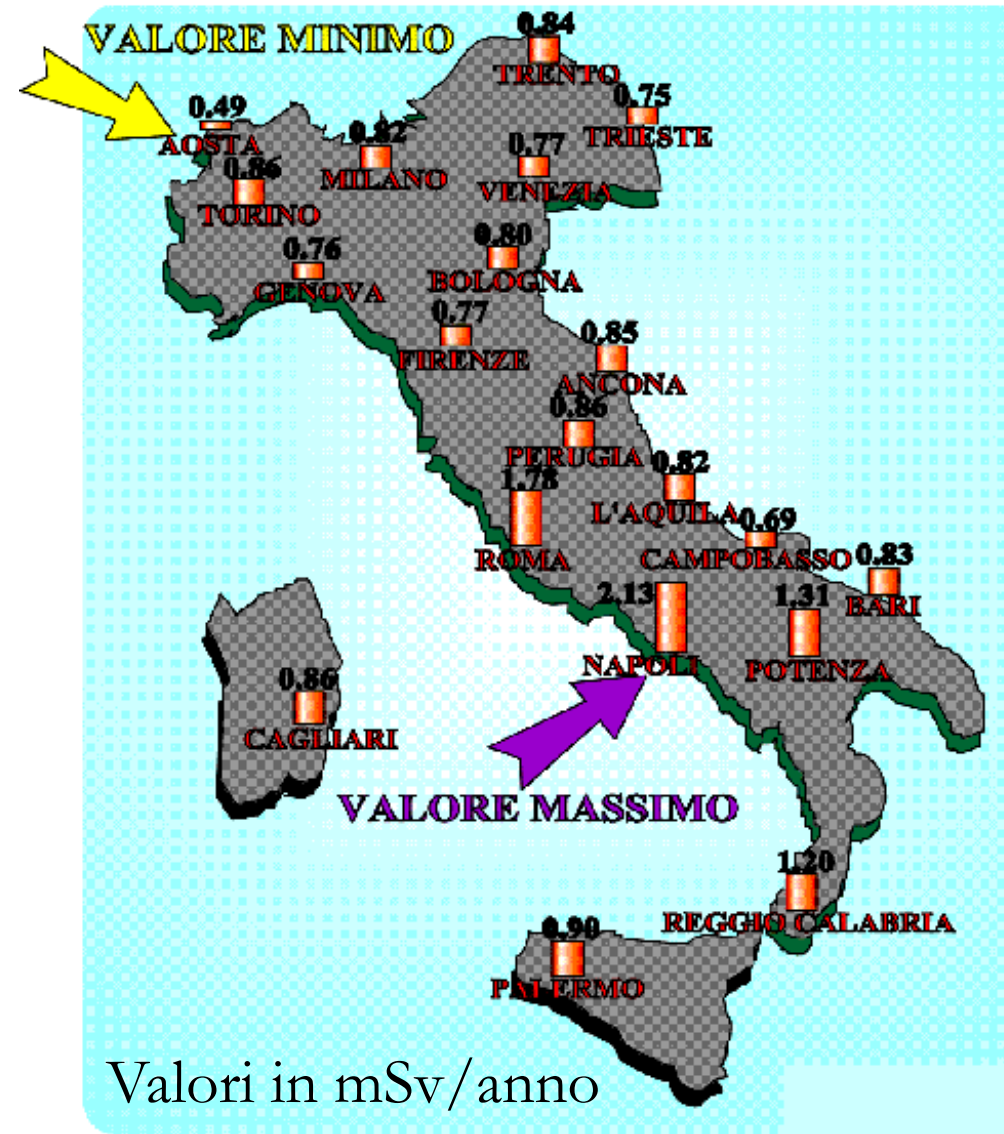 VALORE MINIMO
0.84
TRENTO
0.75
TRIESTE
0.49
AOSTA
0.82
MILANO
0.77
VENEZIA
0.86
TORINO
0.80
BOLOGNA
0.76
GENOVA
0.77
FIRENZE
0.85
ANCONA
0.86
PERUGIA
0.82
L'AQUILA
1.78
ROMA
0.69
CAMPOBASSO
0.83
BARI
2.13
NAPOLI
1.31
POTENZA
0.86
CAGLIARI
VALORE MASSIMO
1.20
REGGIO CALABRIA
0.90
PALERMO
Valori in mSv/anno